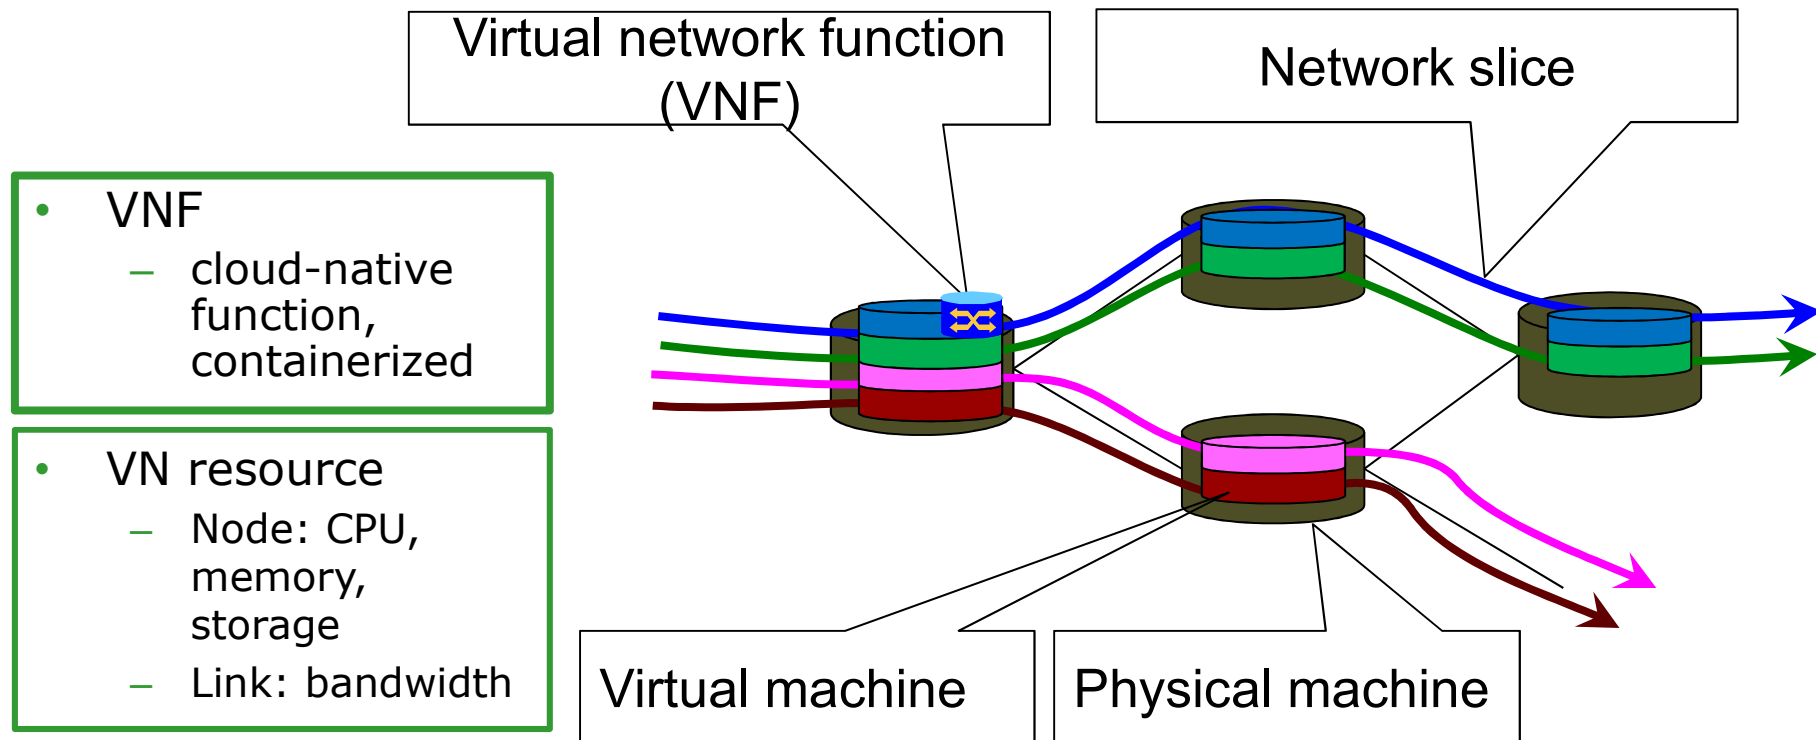 Virtual network function
(VNF)
Network slice
• VNF
– cloud-native
function,
containerized
• VN resource
– Node: CPU,
memory,
storage
– Link: bandwidth
Virtual machine
Physical machine